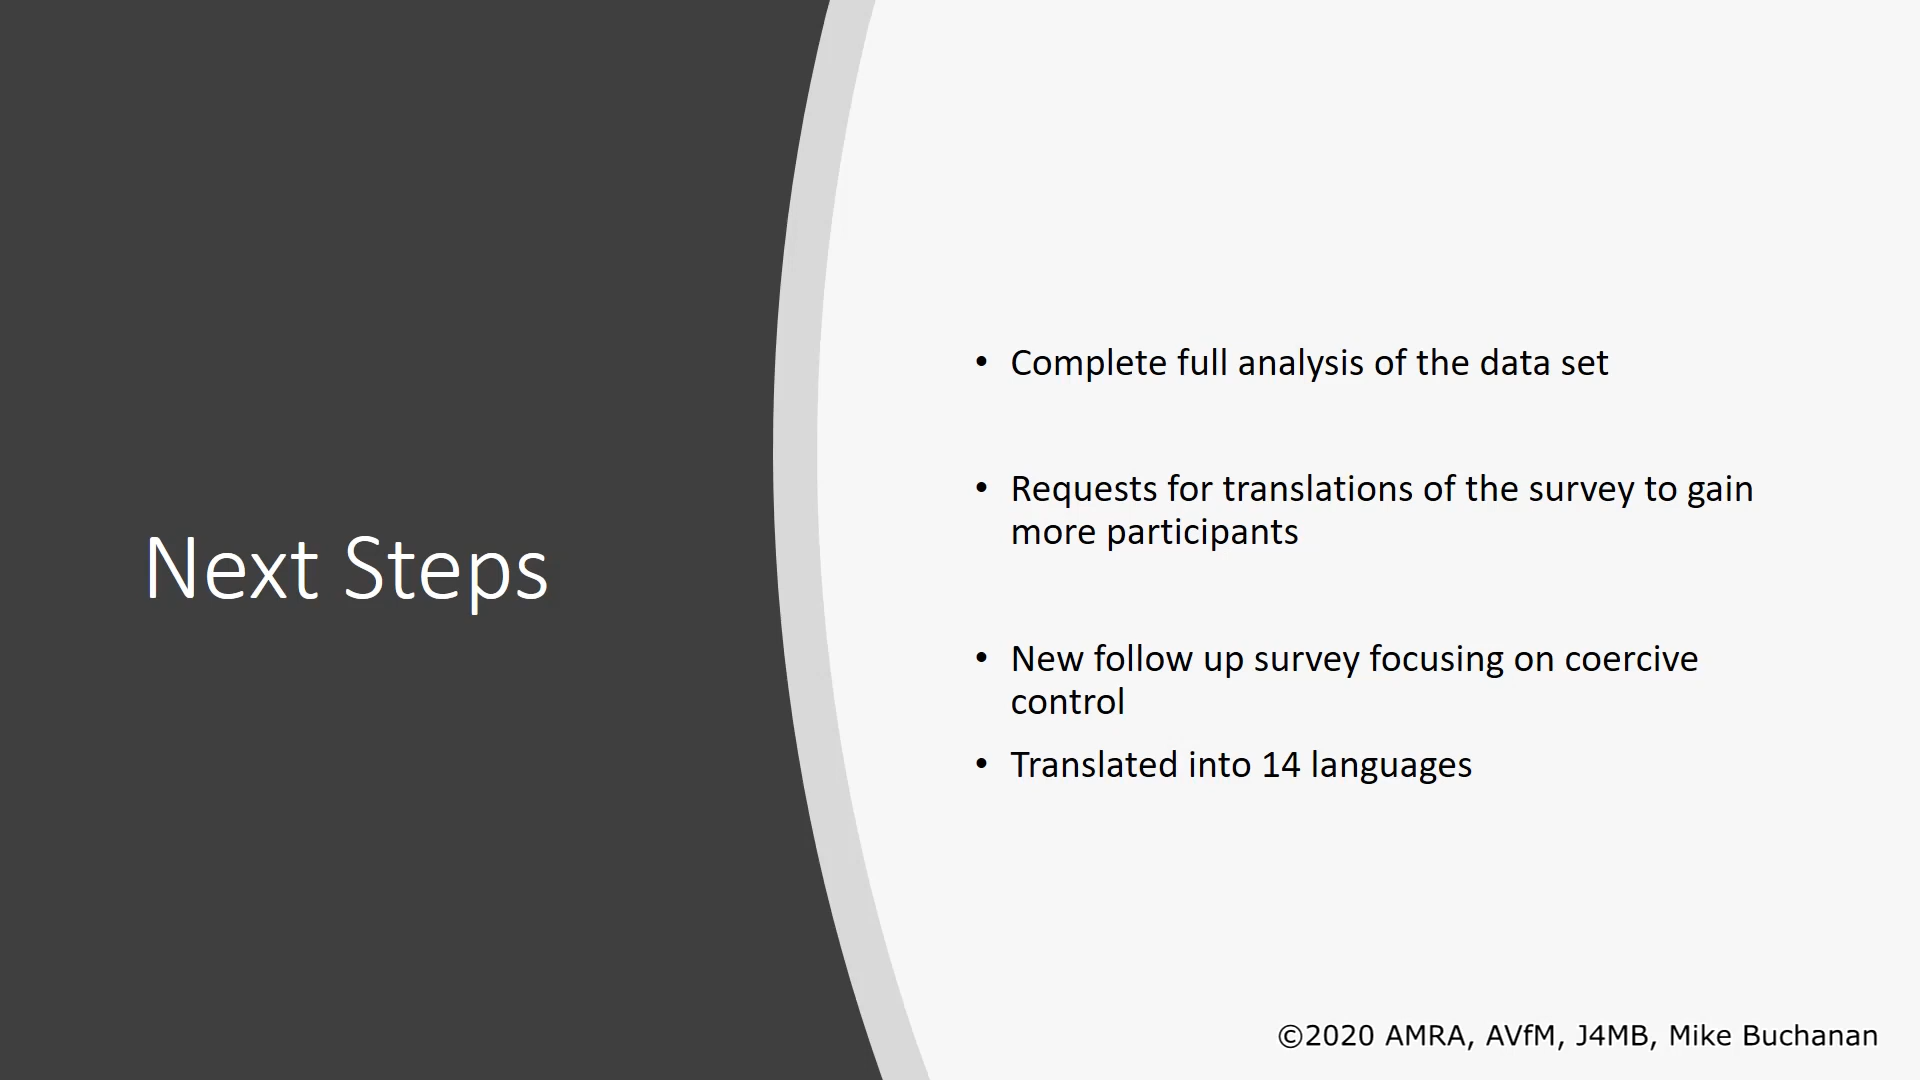 Next Steps
• Complete full analysis of the data set
• Requests for translations of the survey to gain
more participants
• New follow up survey focusing on coercive
control
• Translated into 14 languages
©2020 AMRA, AVfM, J4MB, Mike Buchanan